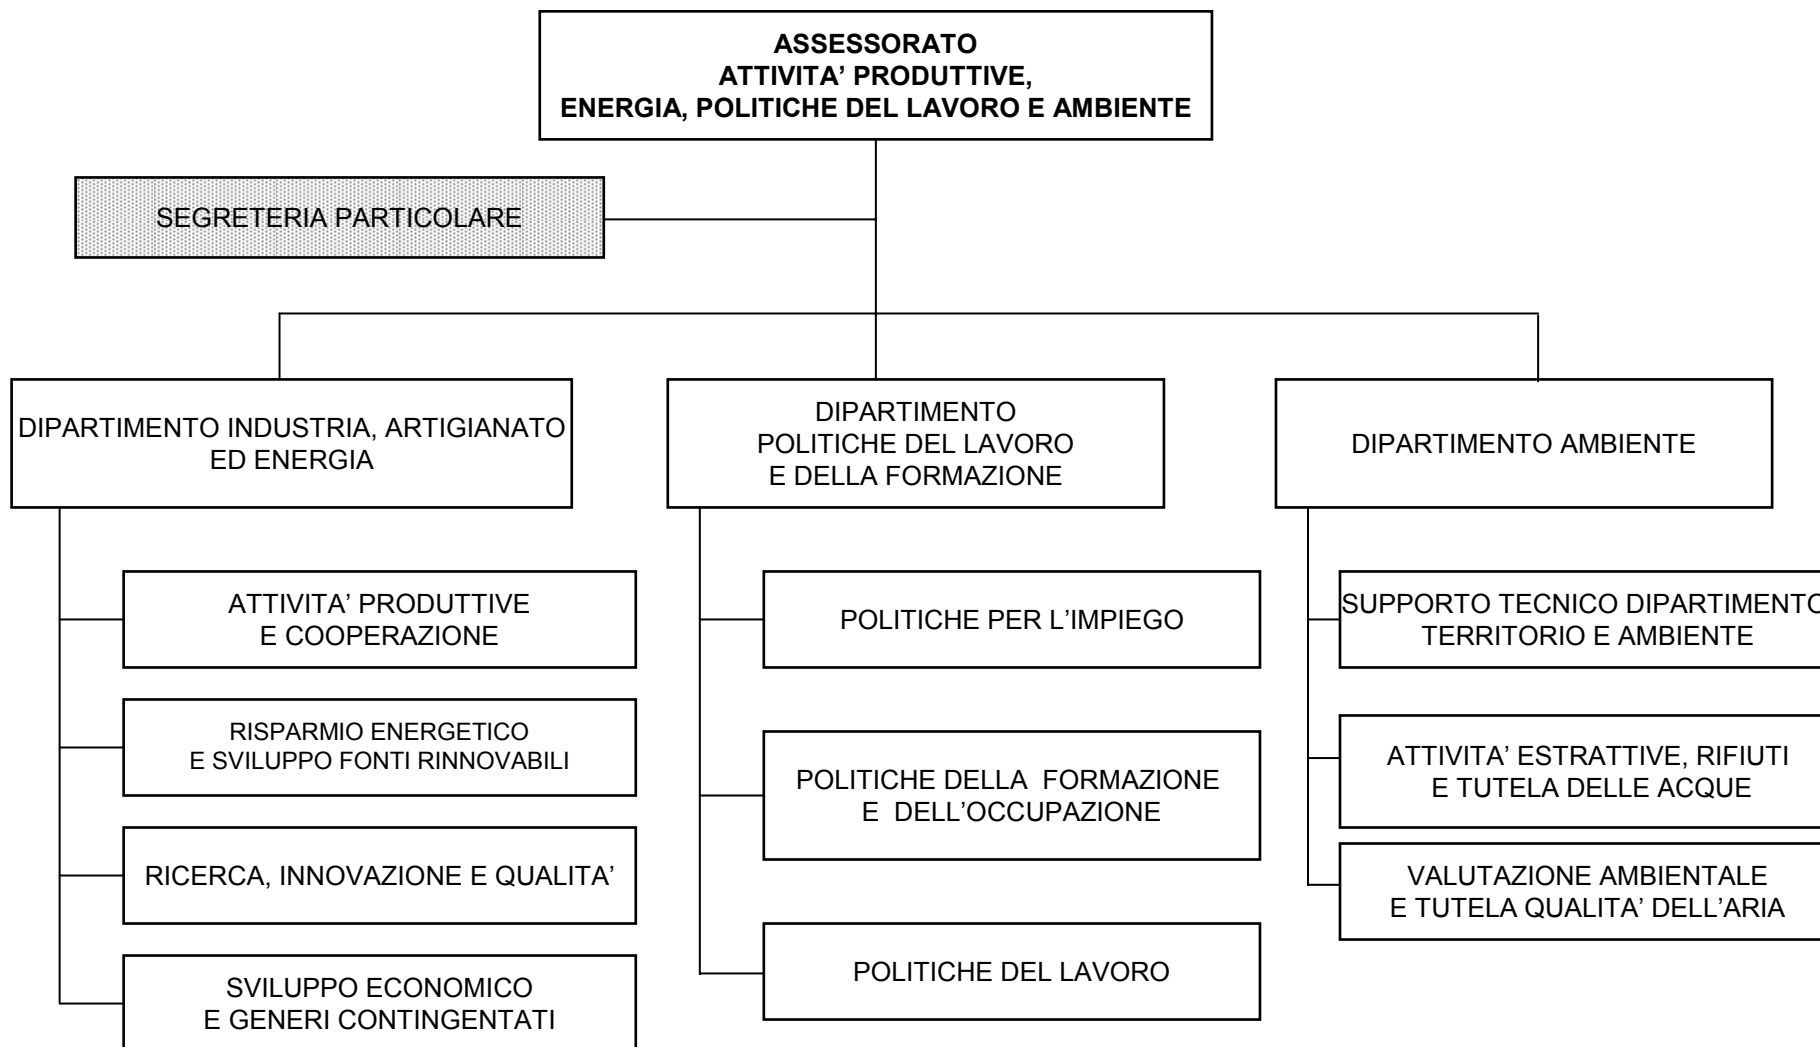 ASSESSORATO
ATTIVITA’ PRODUTTIVE,
ENERGIA, POLITICHE DEL LAVORO E AMBIENTE
SEGRETERIA PARTICOLARE
DIPARTIMENTO INDUSTRIA, ARTIGIANATO
ED ENERGIA
ATTIVITA’ PRODUTTIVE
E COOPERAZIONE
RISPARMIO ENERGETICO
E SVILUPPO FONTI RINNOVABILI
RICERCA, INNOVAZIONE E QUALITA’
SVILUPPO ECONOMICO
E GENERI CONTINGENTATI
DIPARTIMENTO
POLITICHE DEL LAVORO
E DELLA FORMAZIONE
POLITICHE PER L’IMPIEGO
POLITICHE DELLA  FORMAZIONE
E  DELL’OCCUPAZIONE
POLITICHE DEL LAVORO
DIPARTIMENTO AMBIENTE
SUPPORTO TECNICO DIPARTIMENTO
TERRITORIO E AMBIENTE
ATTIVITA’ ESTRATTIVE, RIFIUTI
E TUTELA DELLE ACQUE
VALUTAZIONE AMBIENTALE
E TUTELA QUALITA’ DELL’ARIA